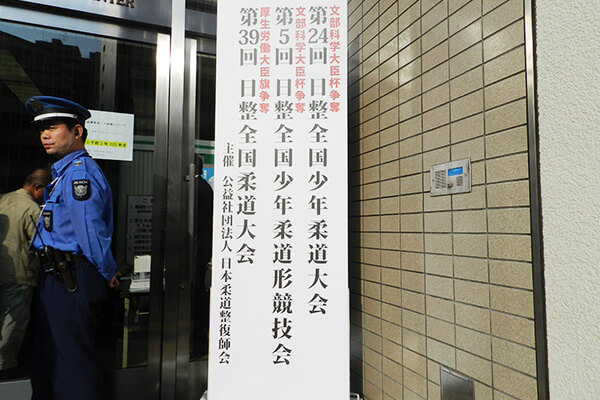 文部科学大臣杯争奪
第24回 日整全国少年柔道大会
文部科学大臣杯争奪
第5回 日整全国少年柔道形競技会
厚生労働大臣旗争奪
第39回 日整全国柔道大会
主催 公益社団法人 日本柔道整復師会